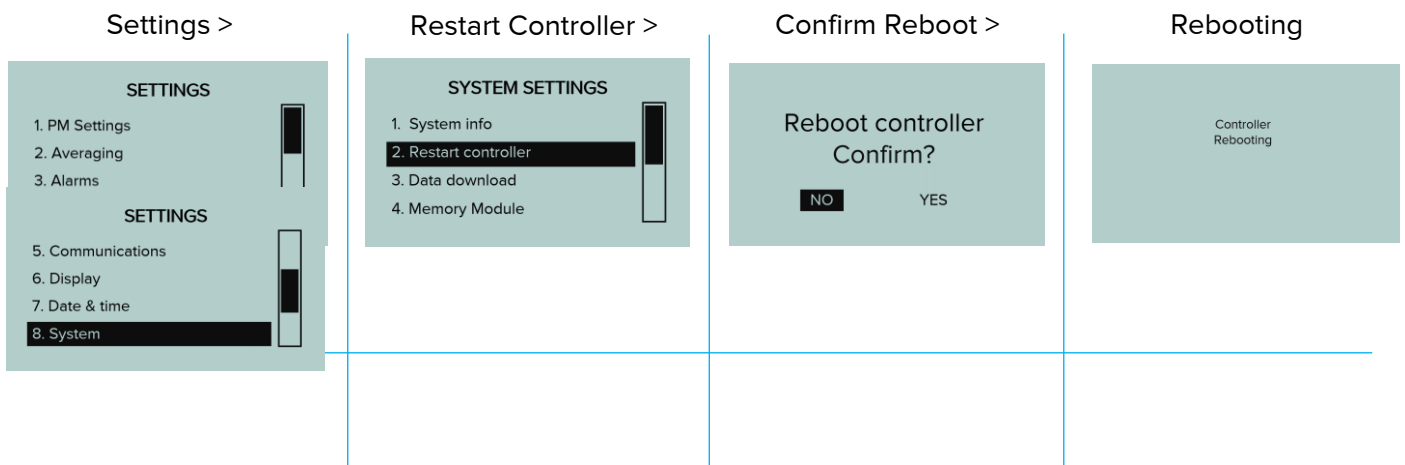 Settings >
SETTINGS
1. PM Settings
2. Averaging
3. Alarms
SETTINGS
5. Communications
6. Display
7. Date & time
8. System
Restart Controller >
SYSTEM SETTINGS
1. System info
2. Restart controller
3. Data download
4. Memory Module
Confirm Reboot >
Reboot controller
Confirm?
NO YES
Rebooting
Controller
Rebooting